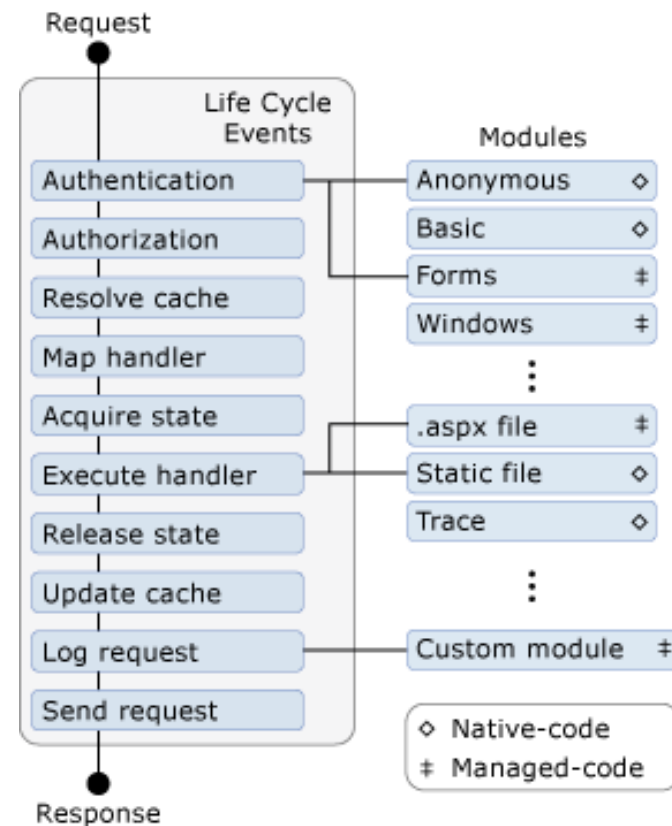 Request
Life Cycle
Events
Modules
Authentication
Anonymous ◇
Authorization
Basic ◇
Resolve cache
Forms ‡
Map handler
Windows ‡
Acquire state
.aspx file ‡
Execute handler
Static file ◇
Release state
Trace ◇
Update cache
Log request
Custom module ‡
Send request
◇ Native-code
‡ Managed-code
Response